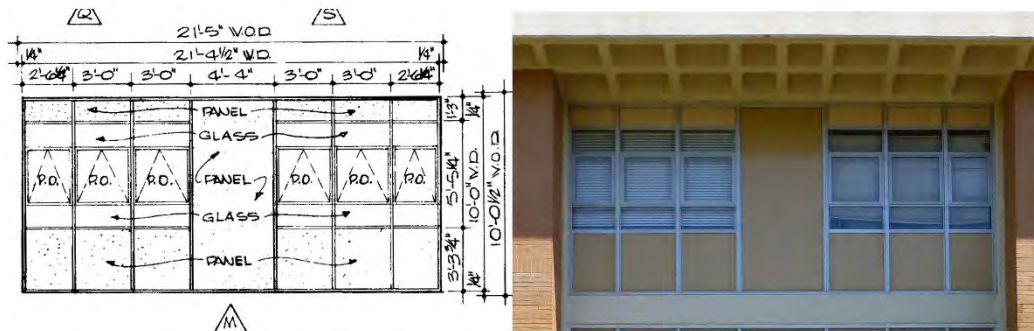 Q S
21'-5" W.O.D.
1/4" 21'-4 1/2" W.D. 1/4"
2'-6 1/4" 3'-0" 3'-0" 4'-4" 3'-0" 3'-0" 2'-6 1/4"
PANEL
GLASS
P.O. P.O. P.O. PANEL P.O. P.O. P.O.
GLASS
PANEL
M
1'-3" 1/4"
5'-5 1/4" 10'-0" W.D. 10'-0 1/2" W.O.D.
3'-3 3/4" 1/4"